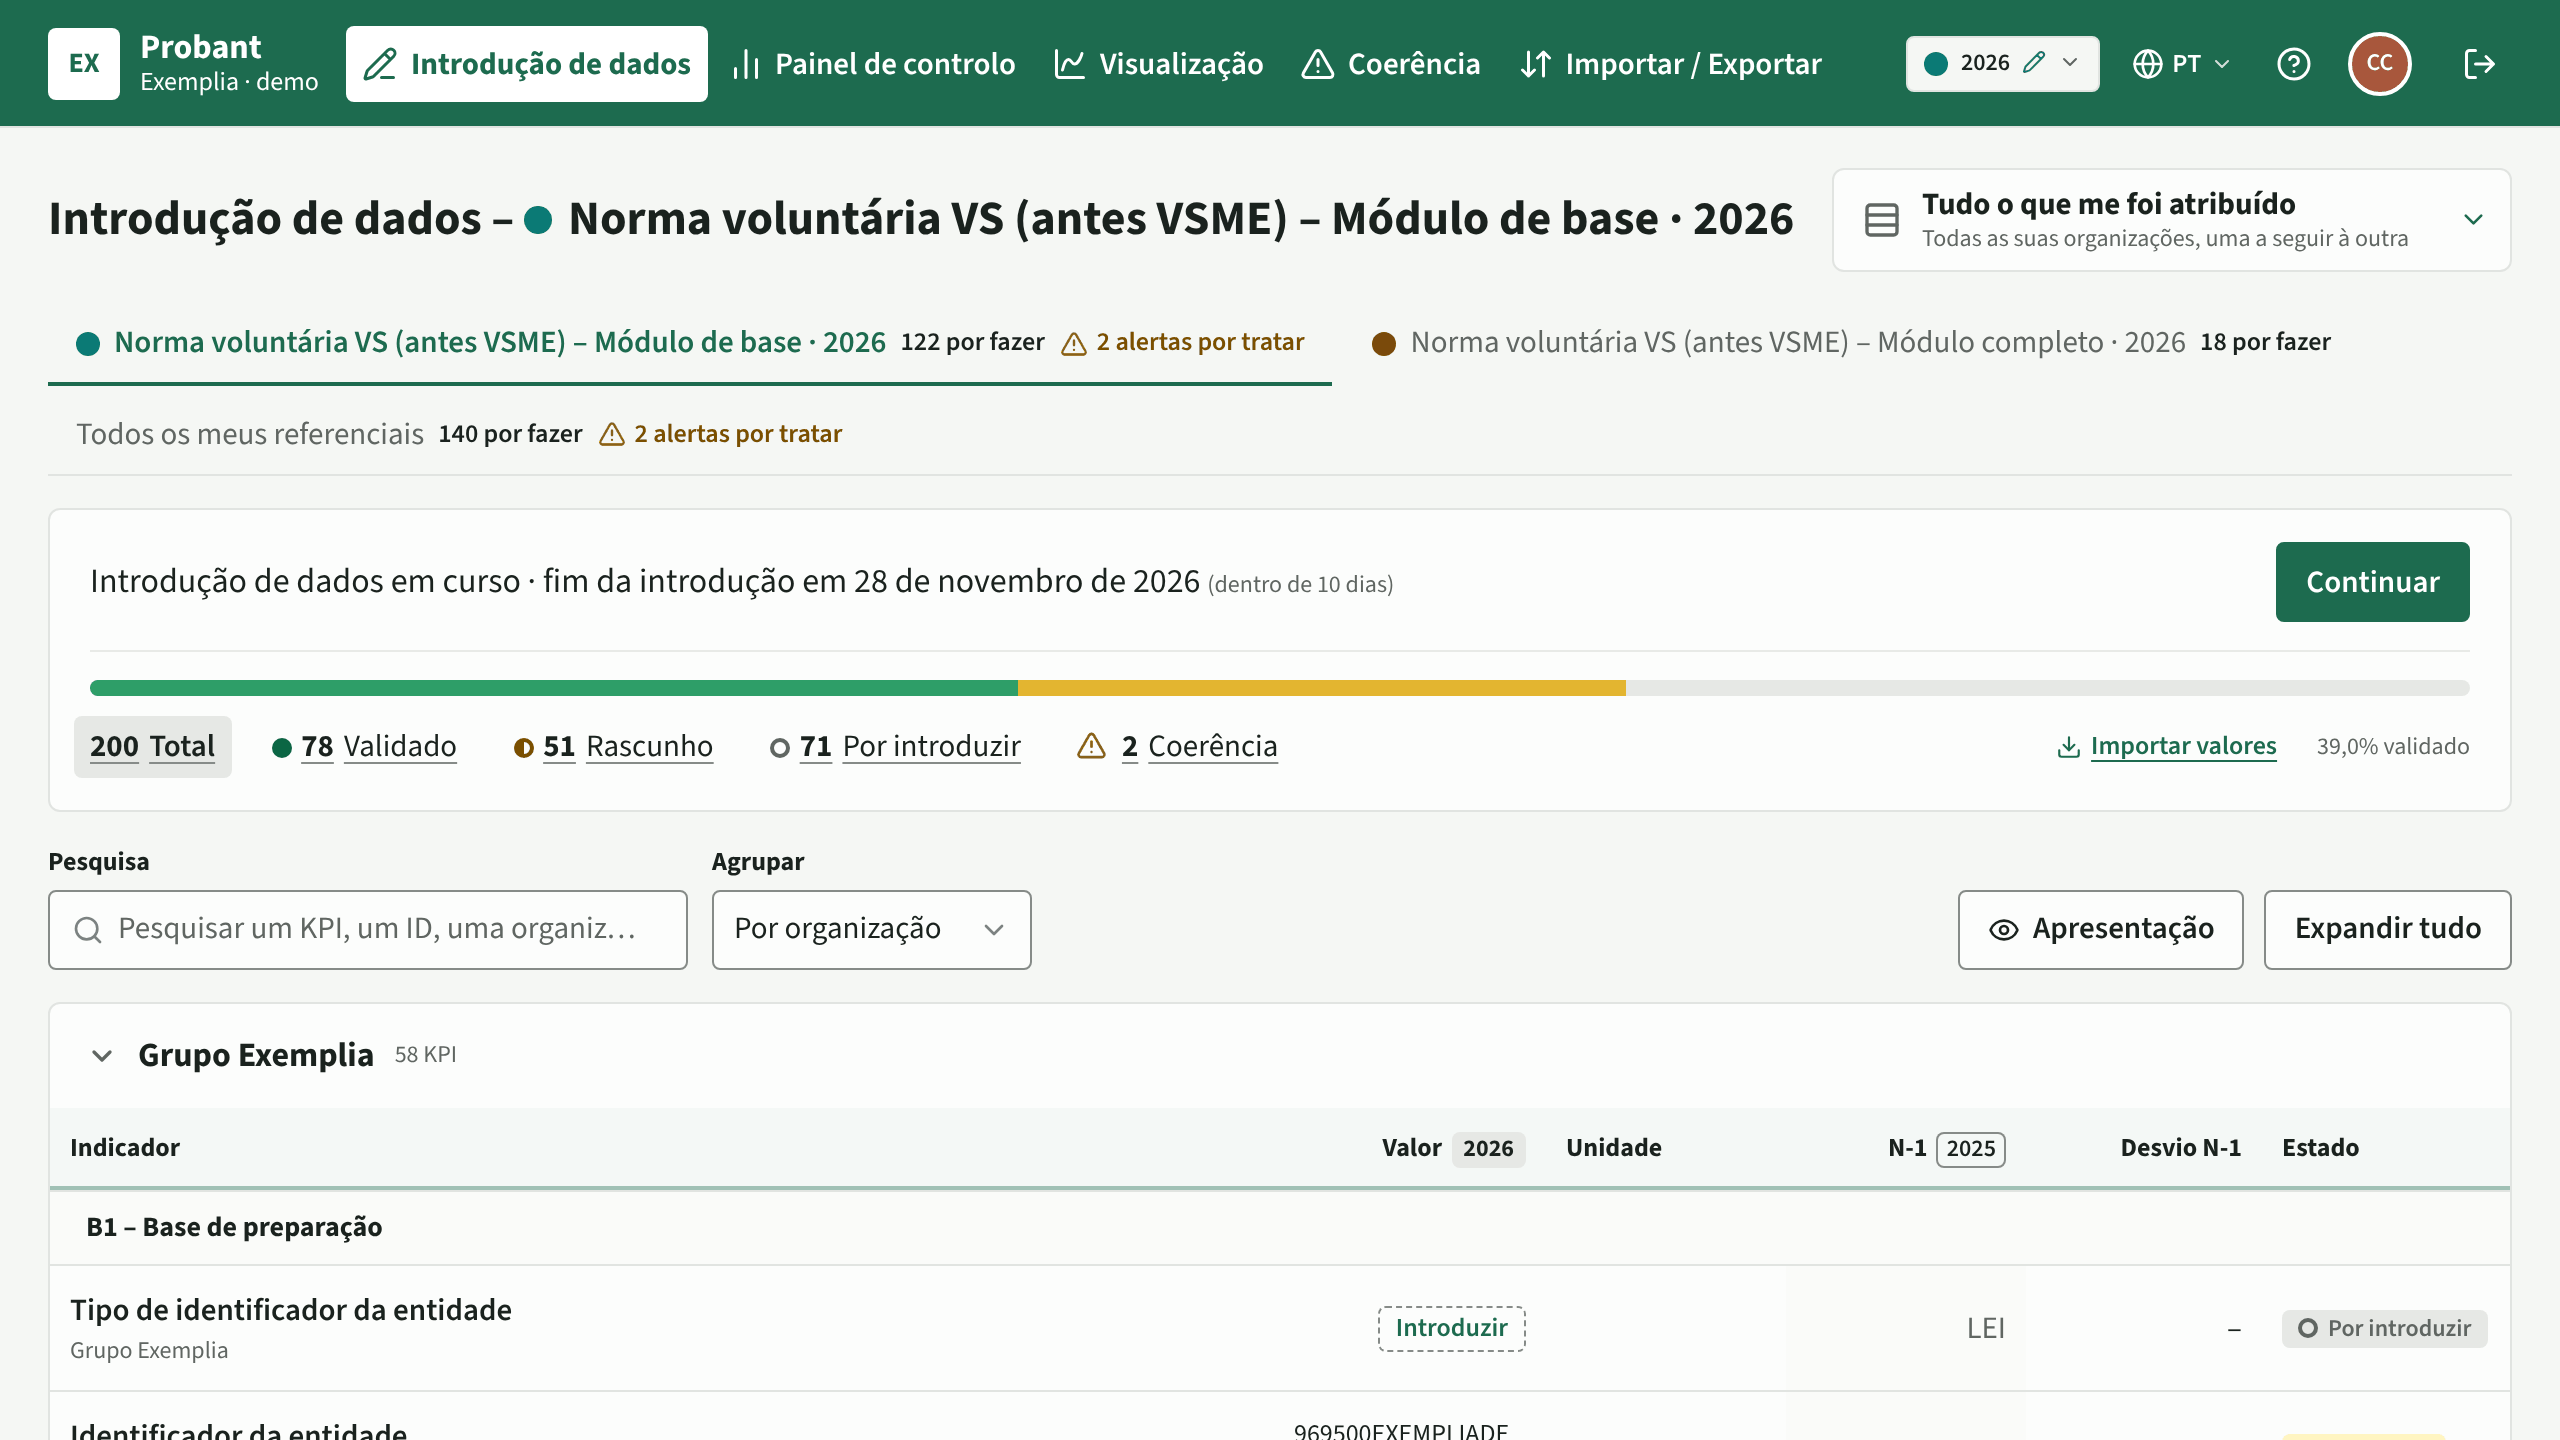 EX
Probant
Exemplia · demo
Introdução de dados
Painel de controlo
Visualização
Coerência
Importar / Exportar
2026
PT
CC
Introdução de dados – Norma voluntária VS (antes VSME) – Módulo de base · 2026
Tudo o que me foi atribuído
Todas as suas organizações, uma a seguir à outra
Norma voluntária VS (antes VSME) – Módulo de base · 2026 122 por fazer 2 alertas por tratar
Norma voluntária VS (antes VSME) – Módulo completo · 2026 18 por fazer
Todos os meus referenciais 140 por fazer 2 alertas por tratar
Introdução de dados em curso · fim da introdução em 28 de novembro de 2026 (dentro de 10 dias)
Continuar
200 Total
78 Validado
51 Rascunho
71 Por introduzir
2 Coerência
Importar valores
39,0% validado
Pesquisa
Agrupar
Pesquisar um KPI, um ID, uma organiz…
Por organização
Apresentação
Expandir tudo
Grupo Exemplia 58 KPI
Indicador
Valor 2026
Unidade
N-1 2025
Desvio N-1
Estado
B1 – Base de preparação
Tipo de identificador da entidade
Grupo Exemplia
Introduzir
LEI
–
Por introduzir
Identificador da entidade
969500EXEMPLIADE